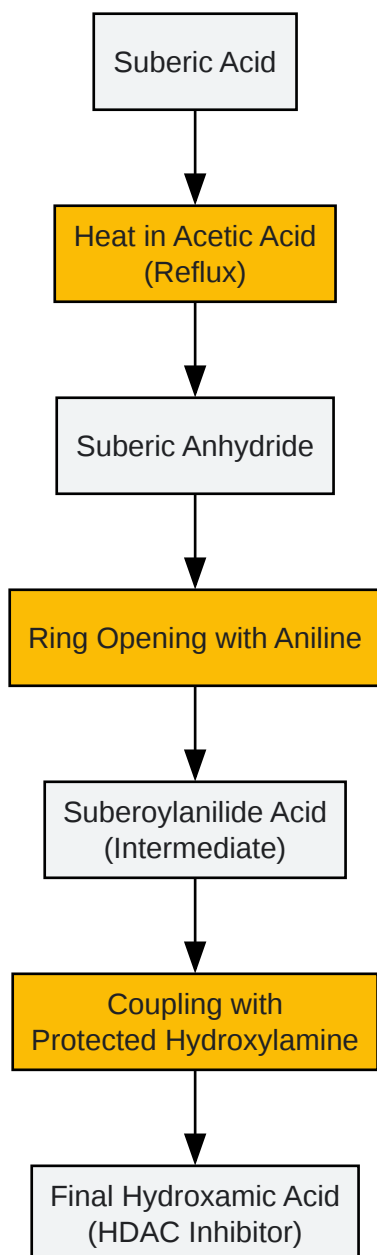 Suberic Acid
Heat in Acetic Acid
(Reflux)
Suberic Anhydride
Ring Opening with Aniline
Suberoylanilide Acid
(Intermediate)
Coupling with
Protected Hydroxylamine
Final Hydroxamic Acid
(HDAC Inhibitor)